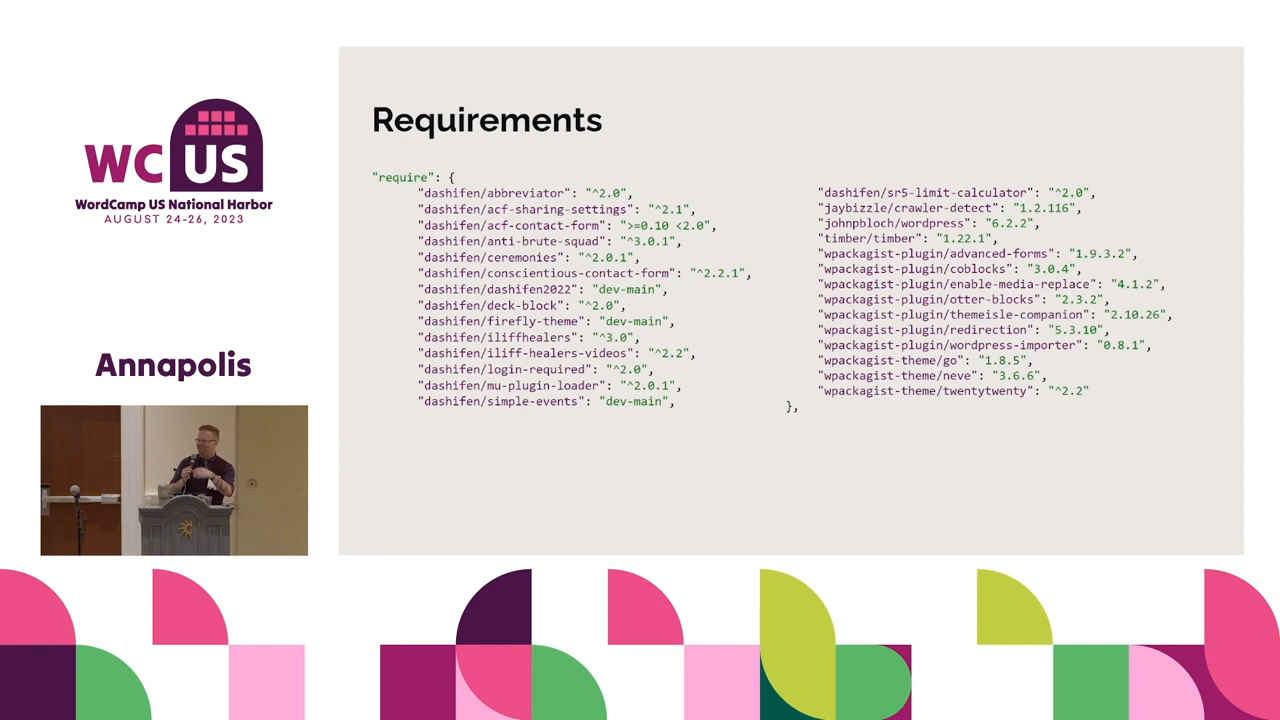 WC US
WordCamp US National Harbor
AUGUST 24-26, 2023
Annapolis
Requirements
"require": {
"dashifen/abbreviator": "^2.0",
"dashifen/acf-sharing-settings": "^2.1",
"dashifen/acf-contact-form": ">=0.10 <2.0",
"dashifen/anti-brute-squad": "^3.0.1",
"dashifen/ceremonies": "^2.0.1",
"dashifen/conscientious-contact-form": "^2.2.1",
"dashifen/dashifen2022": "dev-main",
"dashifen/deck-block": "^2.0",
"dashifen/firefly-theme": "dev-main",
"dashifen/iliffhealers": "^3.0",
"dashifen/iliff-healers-videos": "^2.2",
"dashifen/login-required": "^2.0",
"dashifen/mu-plugin-loader": "^2.0.1",
"dashifen/simple-events": "dev-main",
"dashifen/sr5-limit-calculator": "^2.0",
"jaybizzle/crawler-detect": "1.2.116",
"johnpbloch/wordpress": "6.2.2",
"timber/timber": "1.22.1",
"wpackagist-plugin/advanced-forms": "1.9.3.2",
"wpackagist-plugin/coblocks": "3.0.4",
"wpackagist-plugin/enable-media-replace": "4.1.2",
"wpackagist-plugin/otter-blocks": "2.3.2",
"wpackagist-plugin/themeisle-companion": "2.10.26",
"wpackagist-plugin/redirection": "5.3.10",
"wpackagist-plugin/wordpress-importer": "0.8.1",
"wpackagist-theme/go": "1.8.5",
"wpackagist-theme/neve": "3.6.6",
"wpackagist-theme/twentytwenty": "^2.2"
},